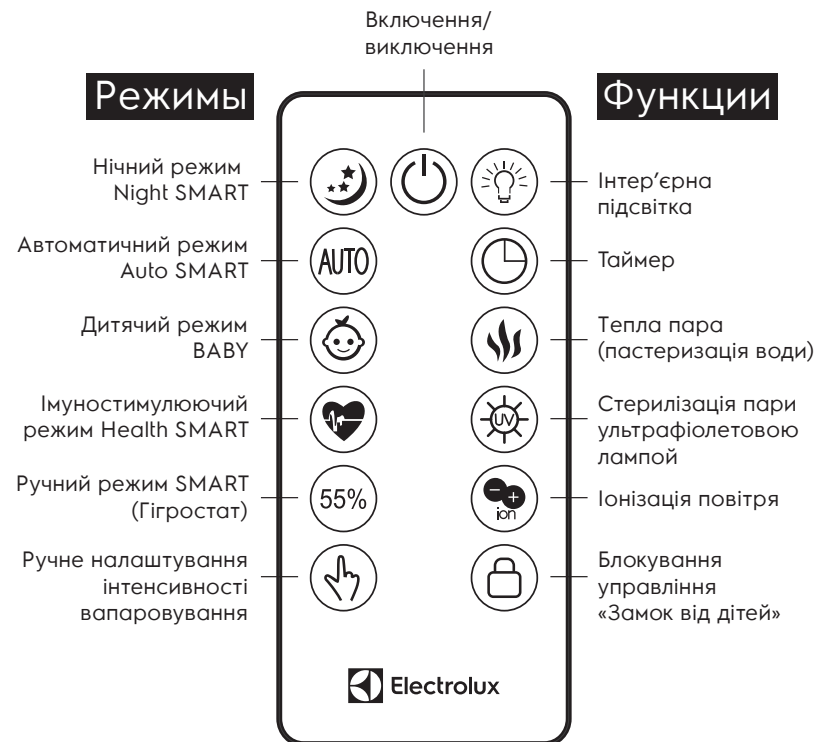 Включення/
виключення
Режимы
Функции
Нічний режим
Night SMART
Інтер’єрна
підсвітка
Автоматичний режим
Auto SMART
AUTO
Таймер
Дитячий режим
BABY
Тепла пара
(пастеризація води)
Імуностимулюючий
режим Health SMART
UV
Стерилізація пари
ультрафіолетовою
лампой
Ручний режим SMART
(Гігростат)
55%
ion
Іонізація повітря
Ручне налаштування
інтенсивності
вапаровування
Блокування
управління
«Замок від дітей»
Electrolux